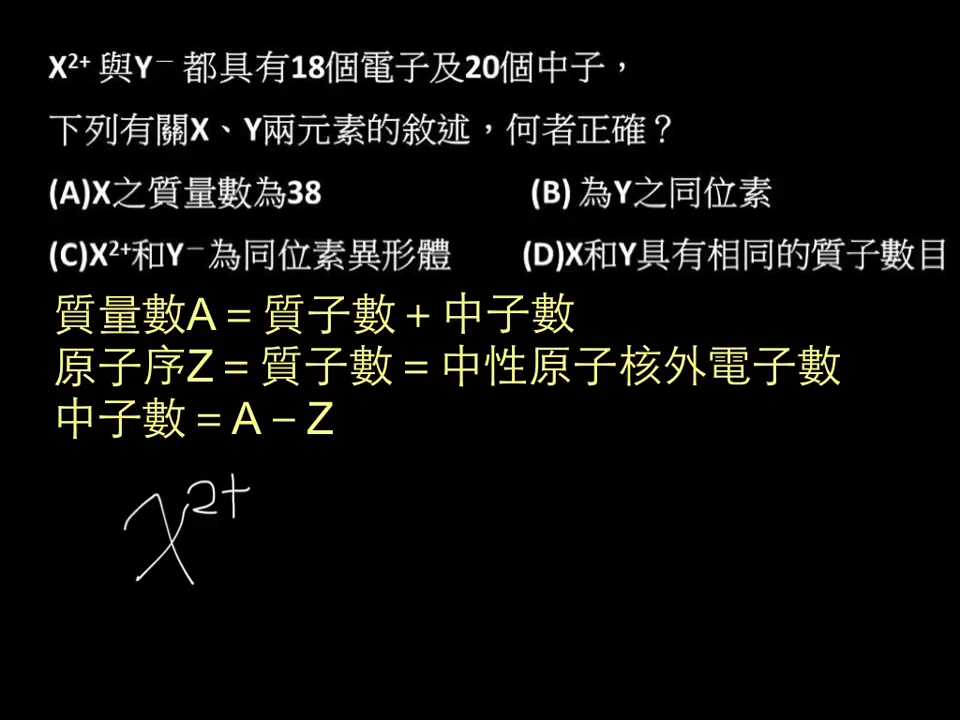 X²⁺ 與Y⁻ 都具有18個電子及20個中子，
下列有關X、Y兩元素的敘述，何者正確？
(A)X之質量數為38 (B) 為Y之同位素
(C)X²⁺和Y⁻為同位素異形體 (D)X和Y具有相同的質子數目
質量數A＝質子數＋中子數
原子序Z＝質子數＝中性原子核外電子數
中子數＝A－Z
X²⁺